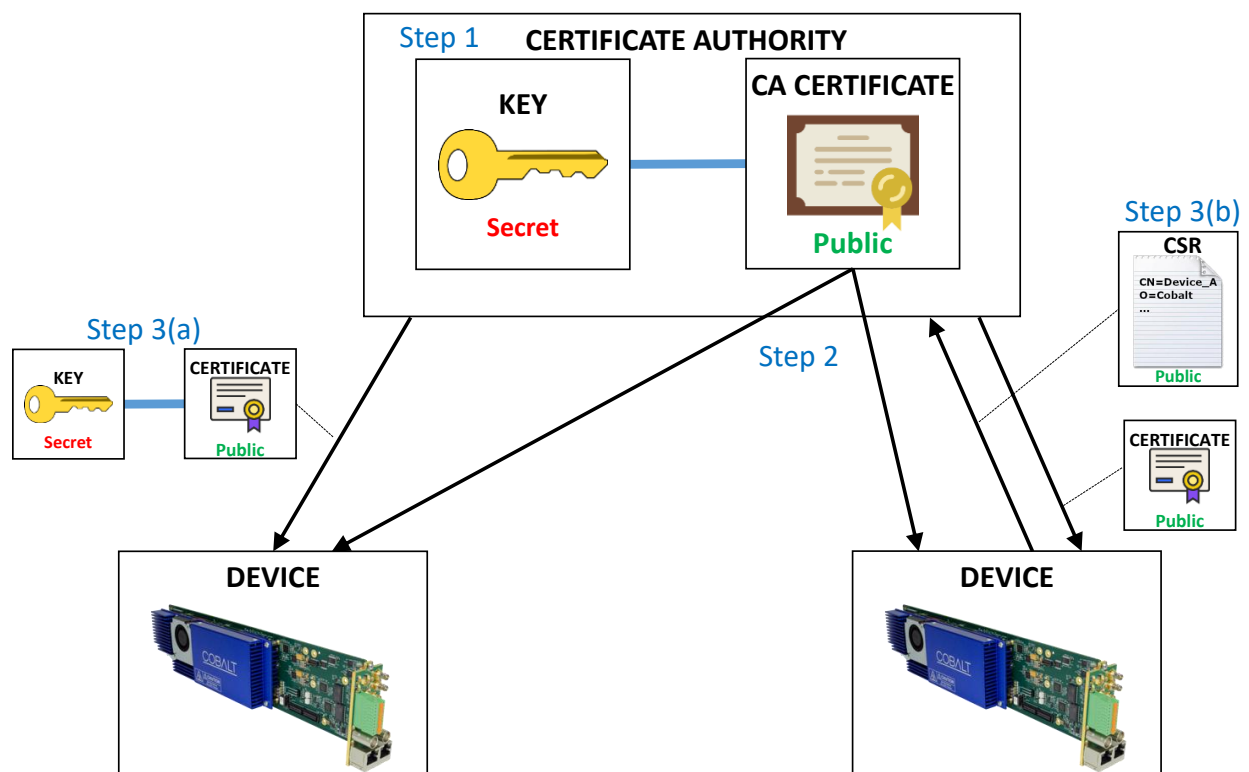 Step 1
CERTIFICATE AUTHORITY
KEY
Secret
CA CERTIFICATE
Public
Step 3(b)
CSR
CN=Device_A
O=Cobalt
...
Public
Step 3(a)
KEY
Secret
CERTIFICATE
Public
Step 2
CERTIFICATE
Public
DEVICE
COBALT
DEVICE
COBALT